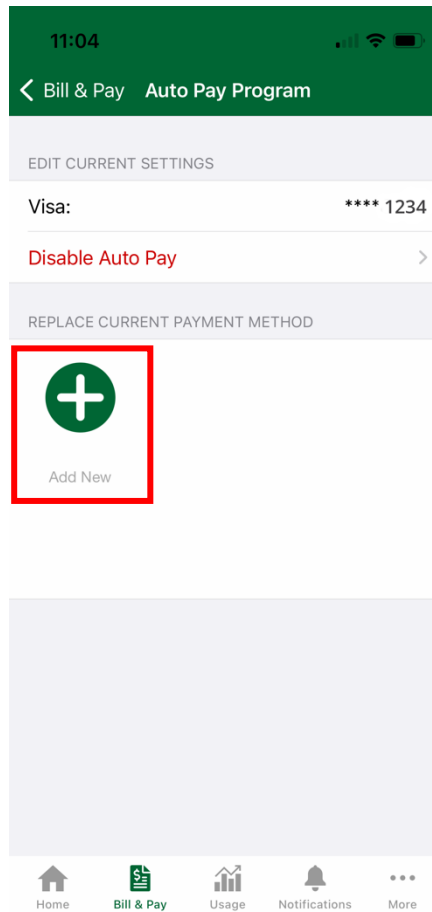 11:04
Bill & Pay Auto Pay Program
EDIT CURRENT SETTINGS
Visa: **** 1234
Disable Auto Pay
REPLACE CURRENT PAYMENT METHOD
Add New
Home Bill & Pay Usage Notifications More